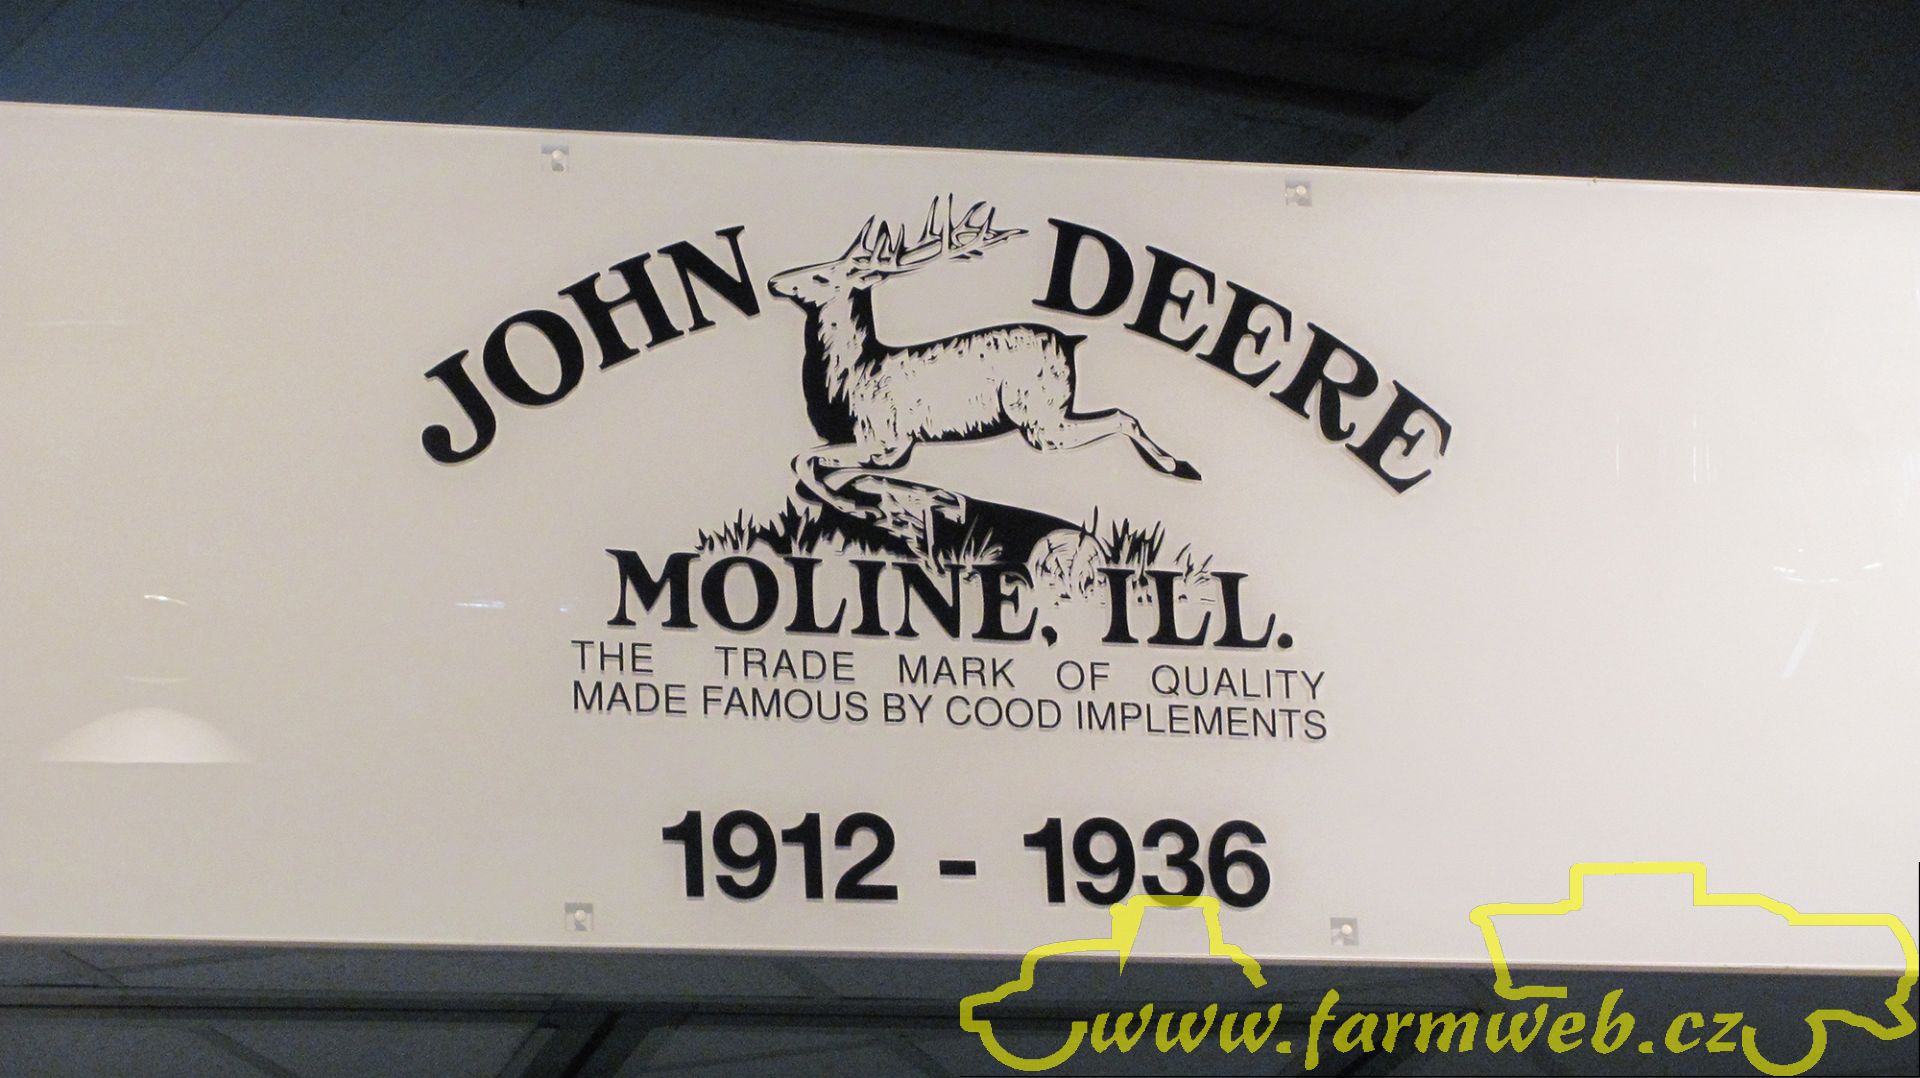 JOHN DEERE
MOLINE, ILL.
THE TRADE MARK OF QUALITY
MADE FAMOUS BY COOD IMPLEMENTS
1912 - 1936
www.farmweb.cz